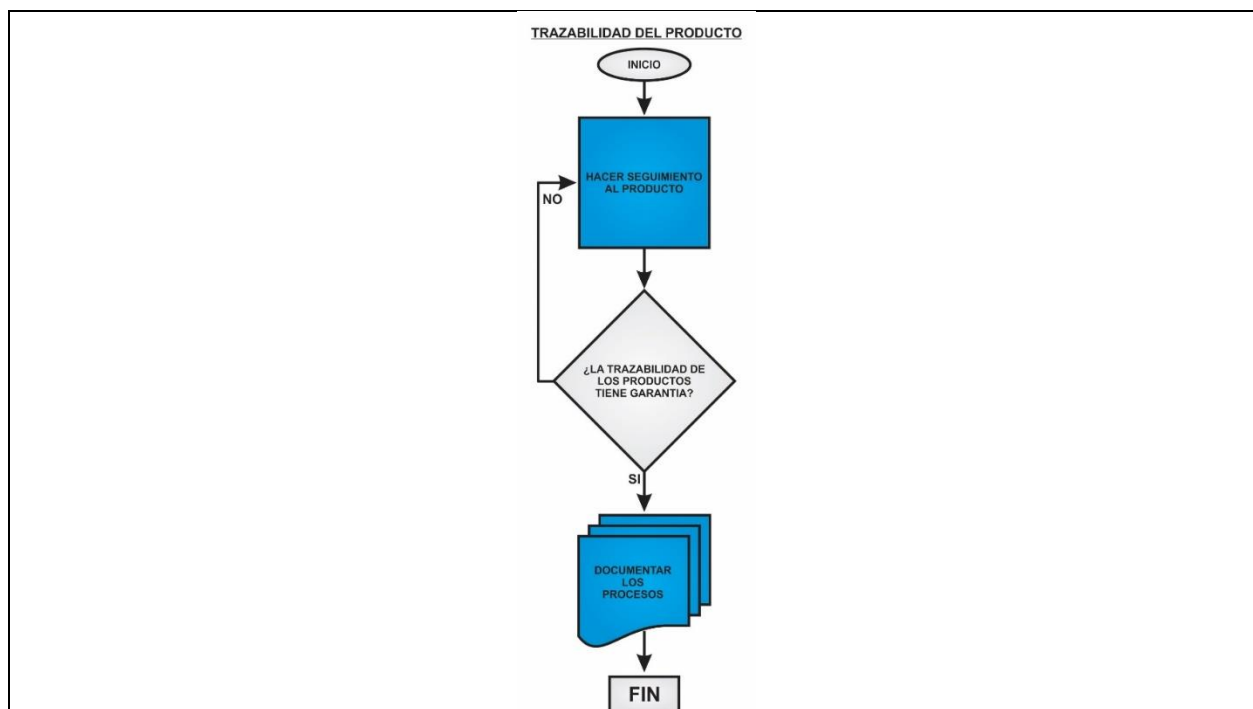 TRAZABILIDAD DEL PRODUCTO
INICIO
HACER SEGUIMIENTO
AL PRODUCTO
NO
¿LA TRAZABILIDAD DE
LOS PRODUCTOS
TIENE GARANTIA?
SI
DOCUMENTAR
LOS
PROCESOS
FIN